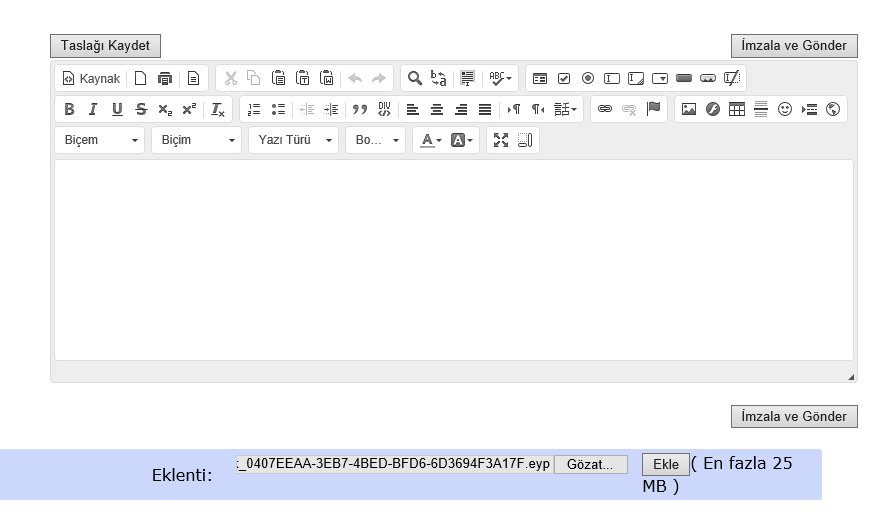 Taslağı Kaydet
İmzala ve Gönder
Kaynak
Biçem
Biçim
Yazı Türü
Bo...
İmzala ve Gönder
Eklenti:
:_0407EEAA-3EB7-4BED-BFD6-6D3694F3A17F.eyp
Gözat...
Ekle ( En fazla 25
MB )